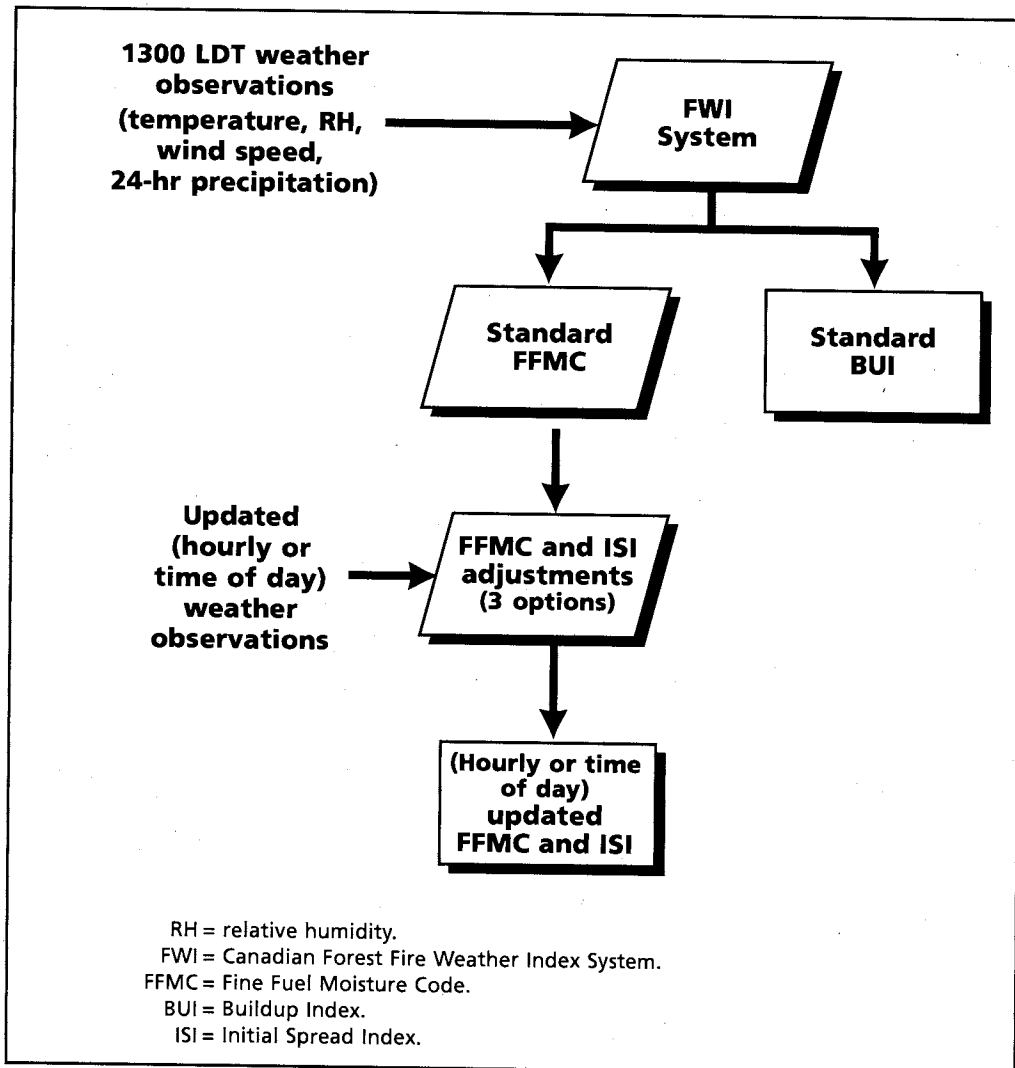 1300 LDT weather
observations
(temperature, RH,
wind speed,
24-hr precipitation)
FWI
System
Standard
FFMC
Standard
BUI
Updated
(hourly or
time of day)
weather
observations
FFMC and ISI
adjustments
(3 options)
(Hourly or time
of day)
updated
FFMC and ISI
RH = relative humidity.
FWI = Canadian Forest Fire Weather Index System.
FFMC = Fine Fuel Moisture Code.
BUI = Buildup Index.
ISI = Initial Spread Index.